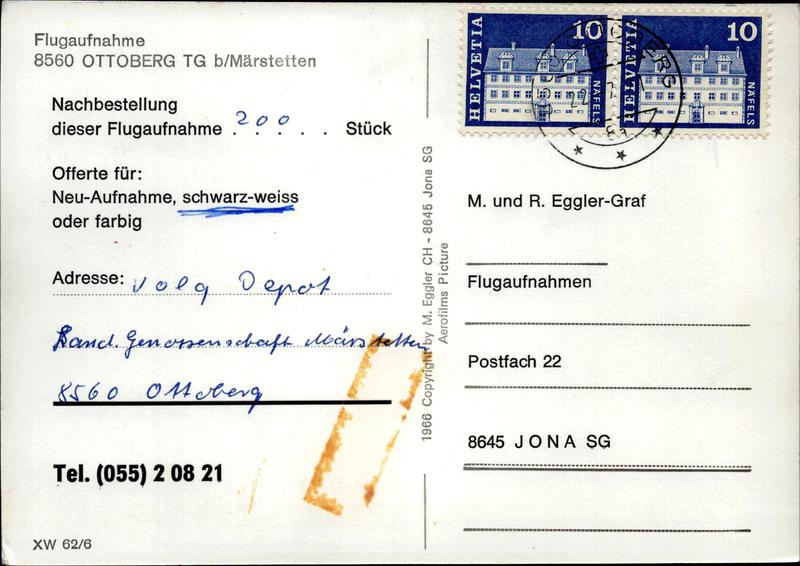 Flugaufnahme
8560 OTTOBERG TG b/Märstetten
Nachbestellung
dieser Flugaufnahme . 200 . . . Stück
Offerte für:
Neu-Aufnahme, schwarz-weiss
oder farbig
Adresse: Volg Depot
Land. Genossenschaft Märstetten
8560 Ottoberg
Tel. (055) 2 08 21
XW 62/6
1966 Copyright by M. Eggler CH - 8645 Jona SG
Aerofilms Picture
HELVETIA 10 NÄFELS
HELVETIA 10 NÄFELS
M. und R. Eggler-Graf
Flugaufnahmen
Postfach 22
8645 JONA SG